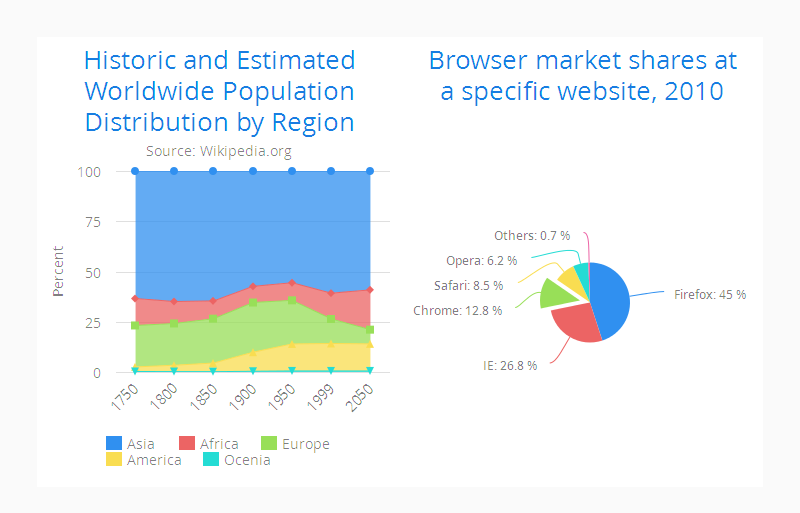 Historic and Estimated
Worldwide Population
Distribution by Region
Source: Wikipedia.org
Percent
100
75
50
25
0
1750
1800
1850
1900
1950
1999
2050
Asia
Africa
Europe
America
Ocenia
Browser market shares at
a specific website, 2010
Others: 0.7 %
Opera: 6.2 %
Safari: 8.5 %
Chrome: 12.8 %
Firefox: 45 %
IE: 26.8 %